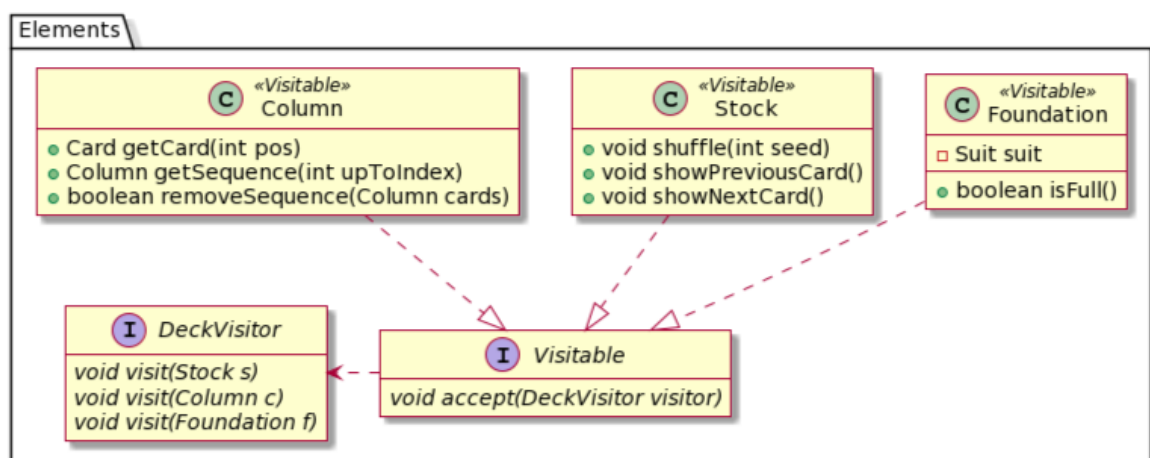 Elements
C
«Visitable»
Column
Card getCard(int pos)
Column getSequence(int upToIndex)
boolean removeSequence(Column cards)
C
«Visitable»
Stock
void shuffle(int seed)
void showPreviousCard()
void showNextCard()
C
«Visitable»
Foundation
Suit suit
boolean isFull()
I
DeckVisitor
void visit(Stock s)
void visit(Column c)
void visit(Foundation f)
I
Visitable
void accept(DeckVisitor visitor)